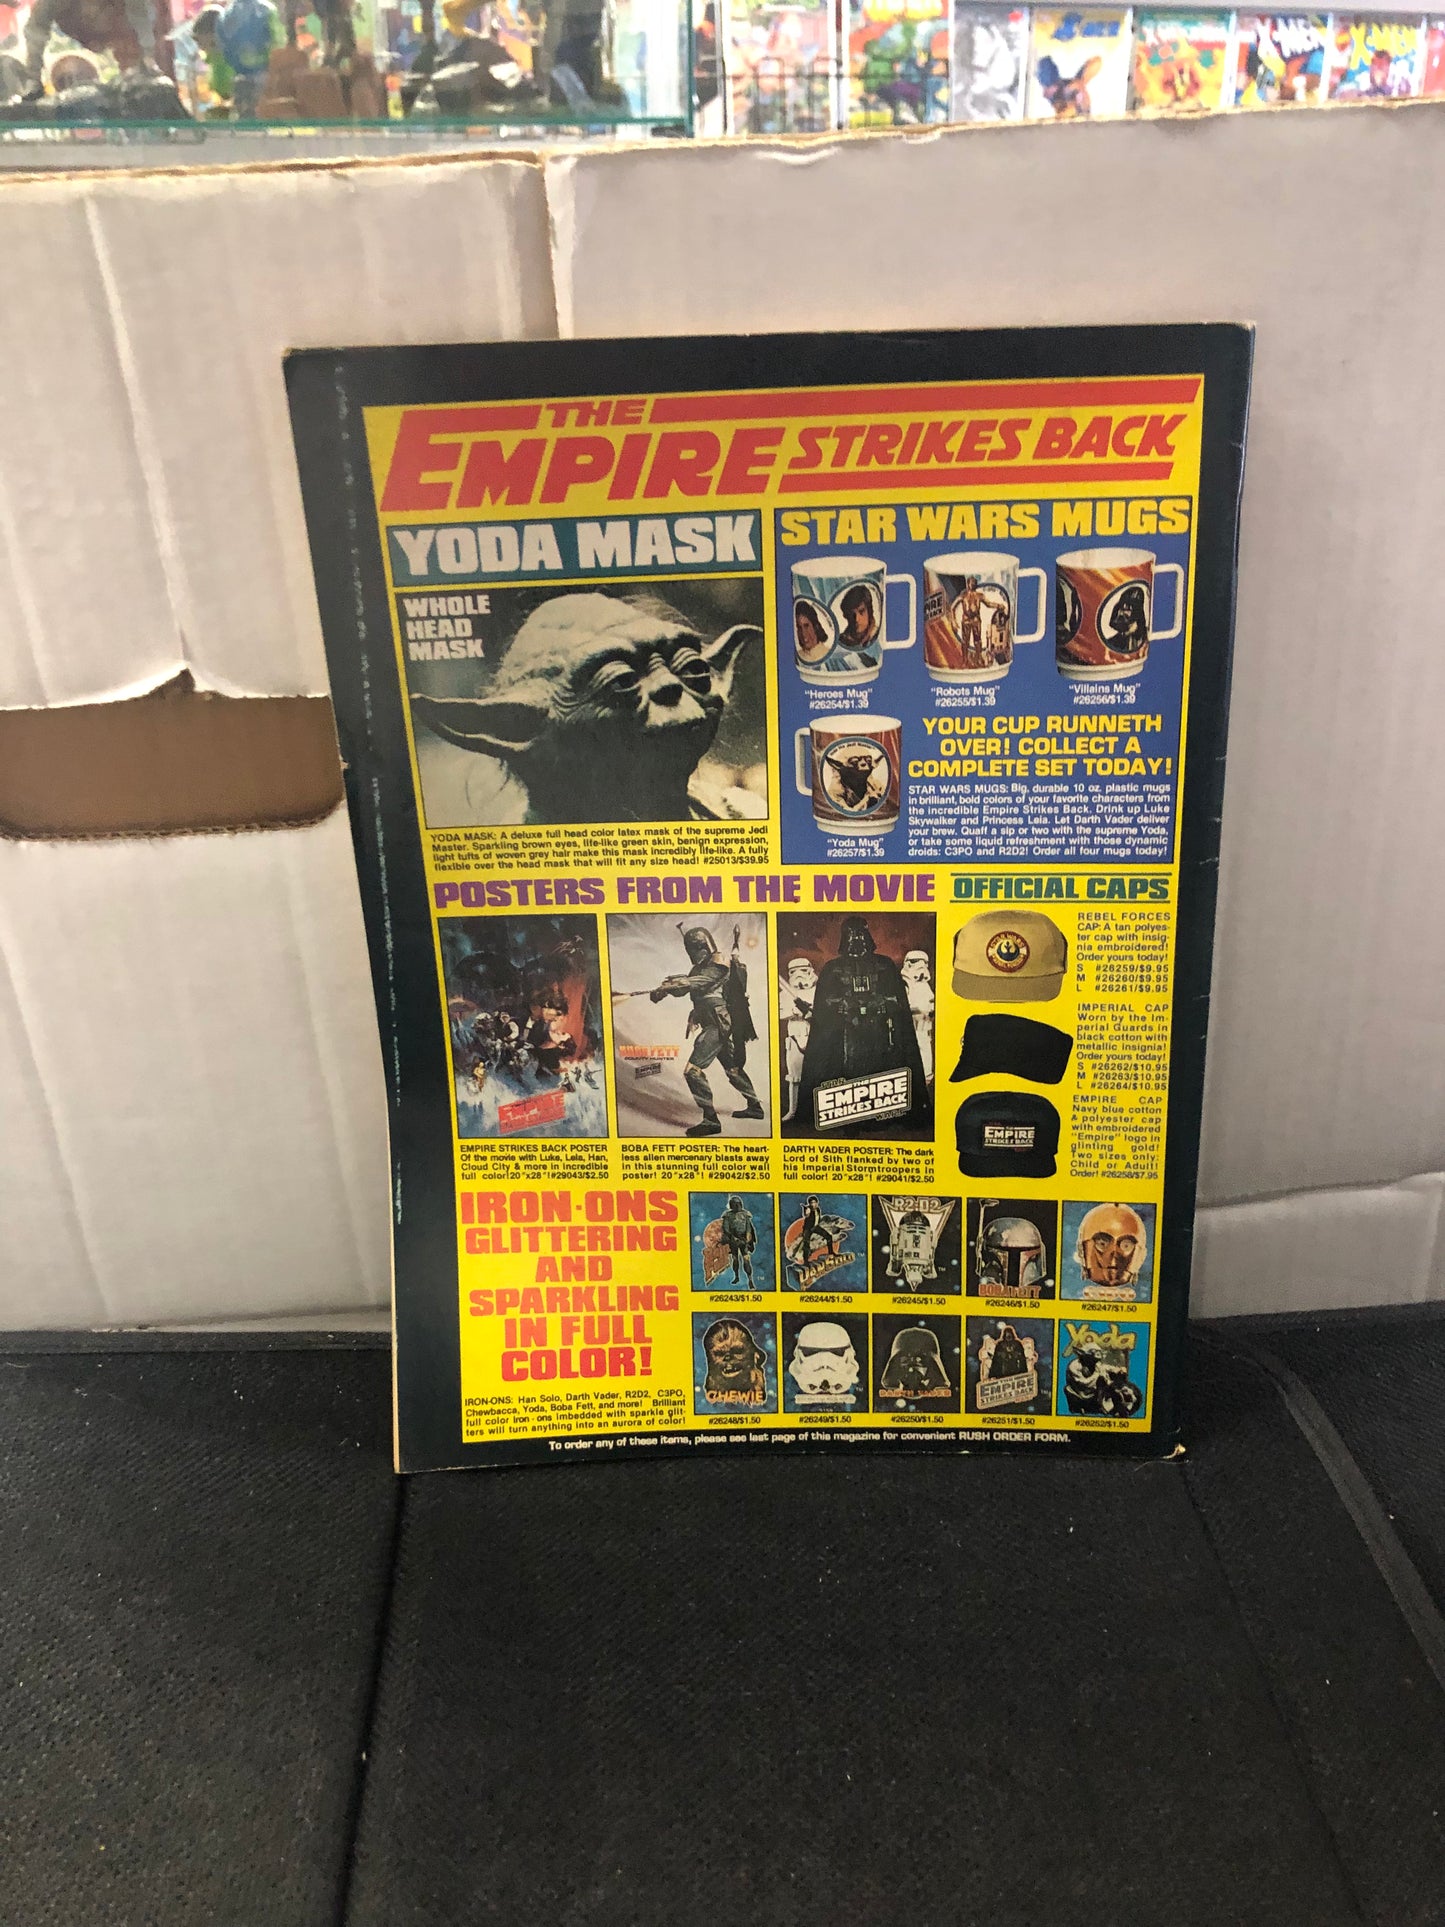 THE
EMPIRE STRIKES BACK
YODA MASK
WHOLE
HEAD
MASK
YODA MASK: A deluxe full head color latex mask of the supreme Jedi
Master. Sparkling brown eyes, life-like green skin, benign expression,
light tufts of woven grey hair make this mask incredibly life-like. A fully
flexible over the head mask that will fit any size head! #25013/$39.95
STAR WARS MUGS
"Heroes Mug"
#26254/$1.39
"Robots Mug"
#26255/$1.39
"Villains Mug"
#26256/$1.39
"Yoda Mug"
#26257/$1.39
YOUR CUP RUNNETH
OVER! COLLECT A
COMPLETE SET TODAY!
STAR WARS MUGS: Big, durable 10 oz. plastic mugs
in brilliant, bold colors of your favorite characters from
the incredible Empire Strikes Back. Drink up Luke
Skywalker and Princess Leia. Let Darth Vader deliver
your brew. Quaff a sip or two with the supreme Yoda,
or take some liquid refreshment with those dynamic
droids: C3PO and R2D2! Order all four mugs today!
POSTERS FROM THE MOVIE
BOBA FETT
BOUNTY HUNTER
STAR
THE
EMPIRE
STRIKES BACK
WARS
EMPIRE STRIKES BACK POSTER
Of the movie with Luke, Leia, Han,
Cloud City & more in incredible
full color! 20"x28"! #29043/$2.50
BOBA FETT POSTER: The heart-
less alien mercenary blasts away
in this stunning full color wall
poster! 20"x28"! #29042/$2.50
DARTH VADER POSTER: The dark
Lord of Sith flanked by two of
his Imperial Stormtroopers in
full color! 20"x28"! #29041/$2.50
OFFICIAL CAPS
REBEL FORCES
CAP: A tan polyes-
ter cap with insig-
nia embroidered!
Order yours today!
S #26259/$9.95
M #26260/$9.95
L #26261/$9.95
IMPERIAL CAP
Worn by the Im-
perial Guards in
black cotton with
metallic insignia!
Order yours today!
S #26262/$10.95
M #26263/$10.95
L #26264/$10.95
EMPIRE
STRIKES BACK
EMPIRE CAP
Navy blue cotton
& polyester cap
with embroidered
"Empire" logo in
glinting gold!
Two sizes only:
Child or Adult!
Order! #26258/$7.95
IRON-ONS
GLITTERING
AND
SPARKLING
IN FULL
COLOR!
IRON-ONS: Han Solo, Darth Vader, R2D2, C3PO,
Chewbacca, Yoda, Boba Fett, and more! Brilliant
full color iron-ons imbedded with sparkle glit-
ters will turn anything into an aurora of color!
#26243/$1.50
HAN SOLO
#26244/$1.50
R2-D2
#26245/$1.50
BOBA FETT
#26246/$1.50
#26247/$1.50
CHEWIE
#26248/$1.50
#26249/$1.50
DARTH VADER
#26250/$1.50
EMPIRE
STRIKES BACK
#26251/$1.50
Yoda
#26252/$1.50
To order any of these items, please see last page of this magazine for convenient RUSH ORDER FORM.
X-MEN
X-MEN